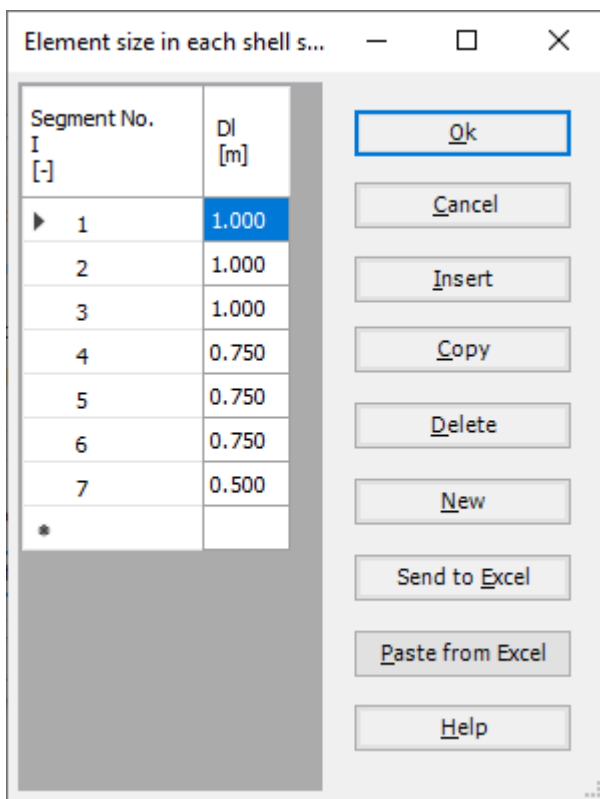 Element size in each shell s...
Segment No.
I
[-]
Dl
[m]
1 1.000
2 1.000
3 1.000
4 0.750
5 0.750
6 0.750
7 0.500
*
Ok
Cancel
Insert
Copy
Delete
New
Send to Excel
Paste from Excel
Help